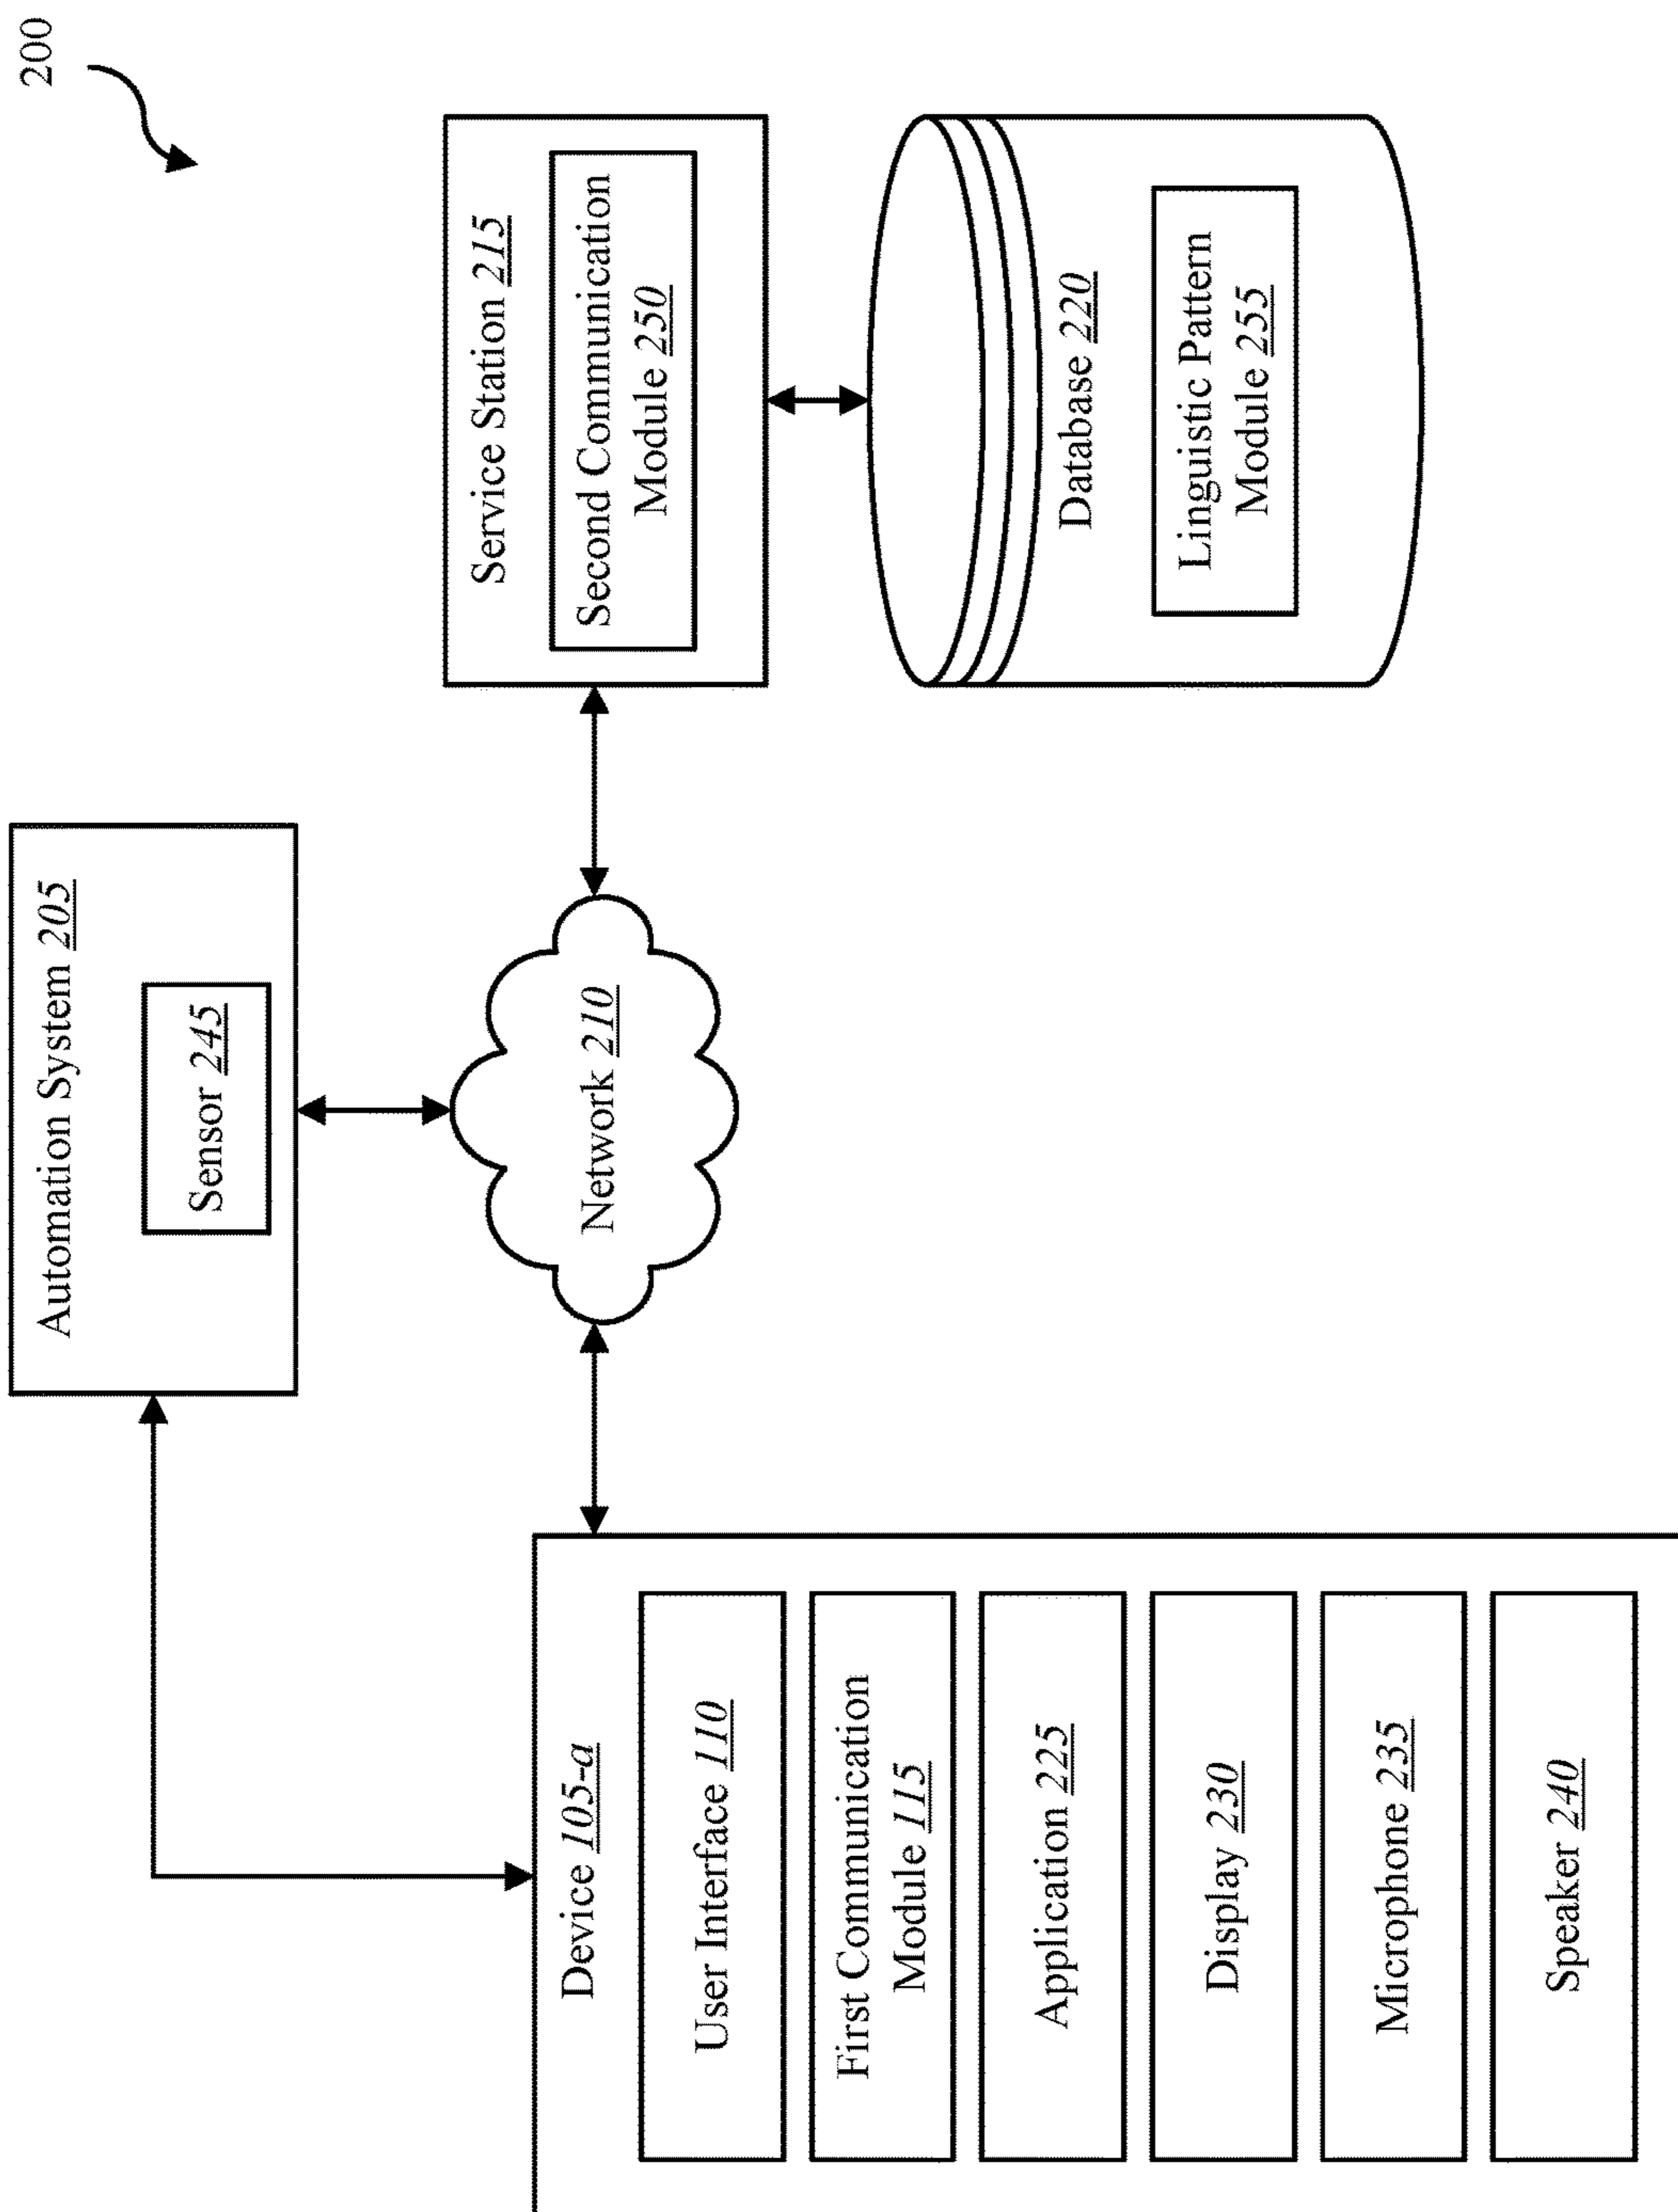 200
Automation System 205
Sensor 245
Device 105-a
User Interface 110
First Communication
Module 115
Application 225
Display 230
Microphone 235
Speaker 240
Network 210
Service Station 215
Second Communication
Module 250
Database 220
Linguistic Pattern
Module 255